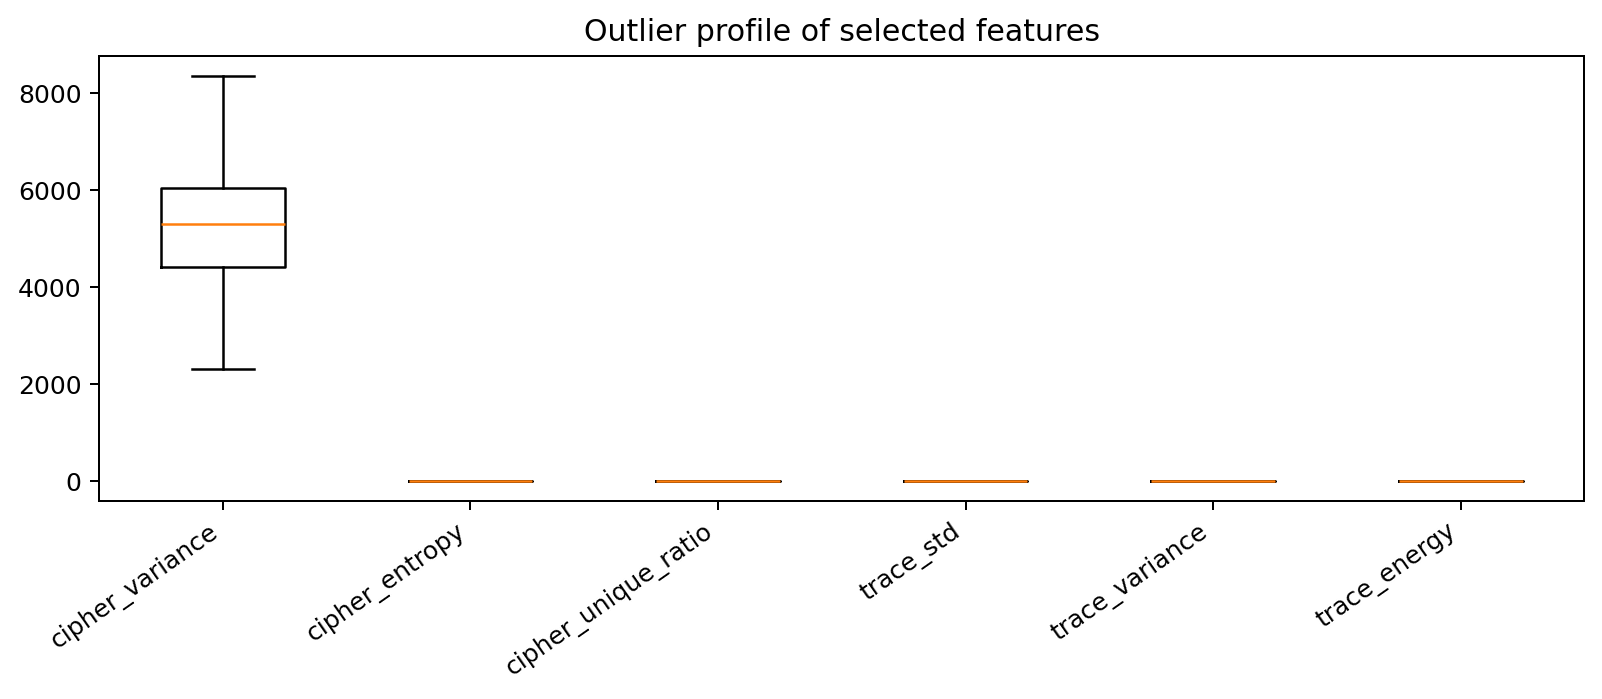 Outlier profile of selected features
8000
6000
4000
2000
0
cipher_variance
cipher_entropy
cipher_unique_ratio
trace_std
trace_variance
trace_energy